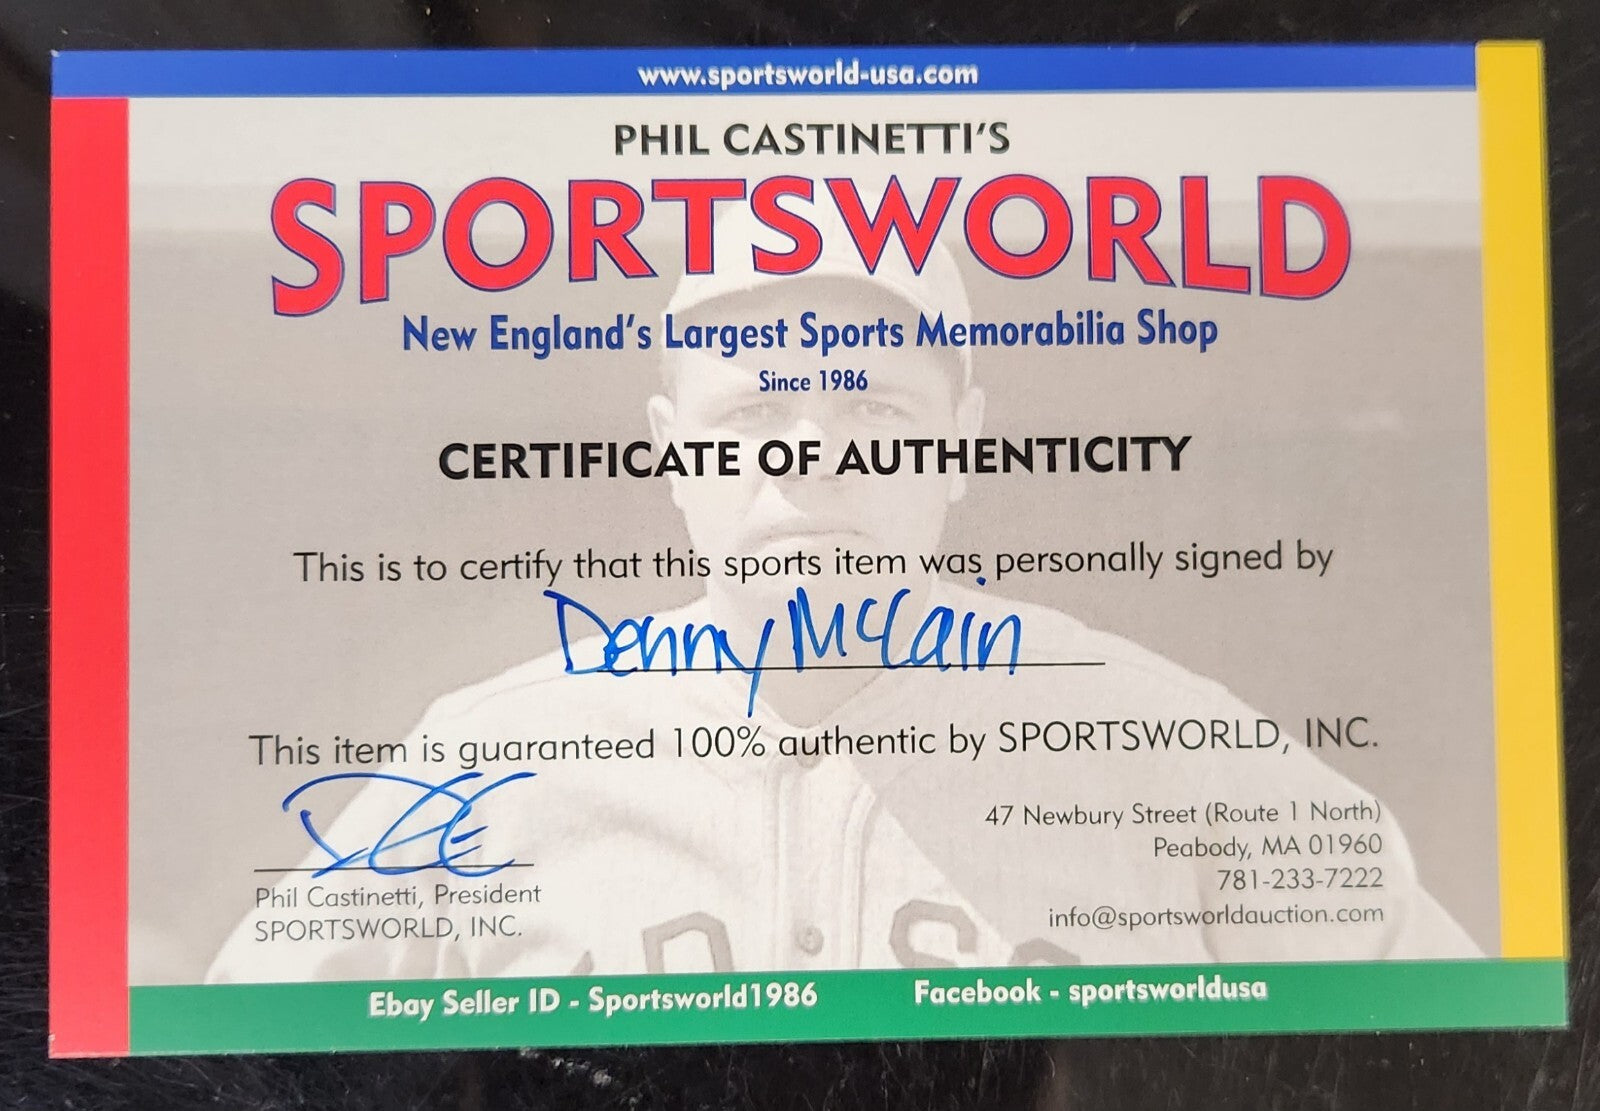 www.sportsworld-usa.com
PHIL CASTINETTI'S
SPORTSWORLD
New England's Largest Sports Memorabilia Shop
Since 1986
CERTIFICATE OF AUTHENTICITY
This is to certify that this sports item was personally signed by
Denny McLain
This item is guaranteed 100% authentic by SPORTSWORLD, INC.
Phil Castinetti, President
SPORTSWORLD, INC.
47 Newbury Street (Route 1 North)
Peabody, MA 01960
781-233-7222
info@sportsworldauction.com
Ebay Seller ID - Sportsworld1986
Facebook - sportsworldusa